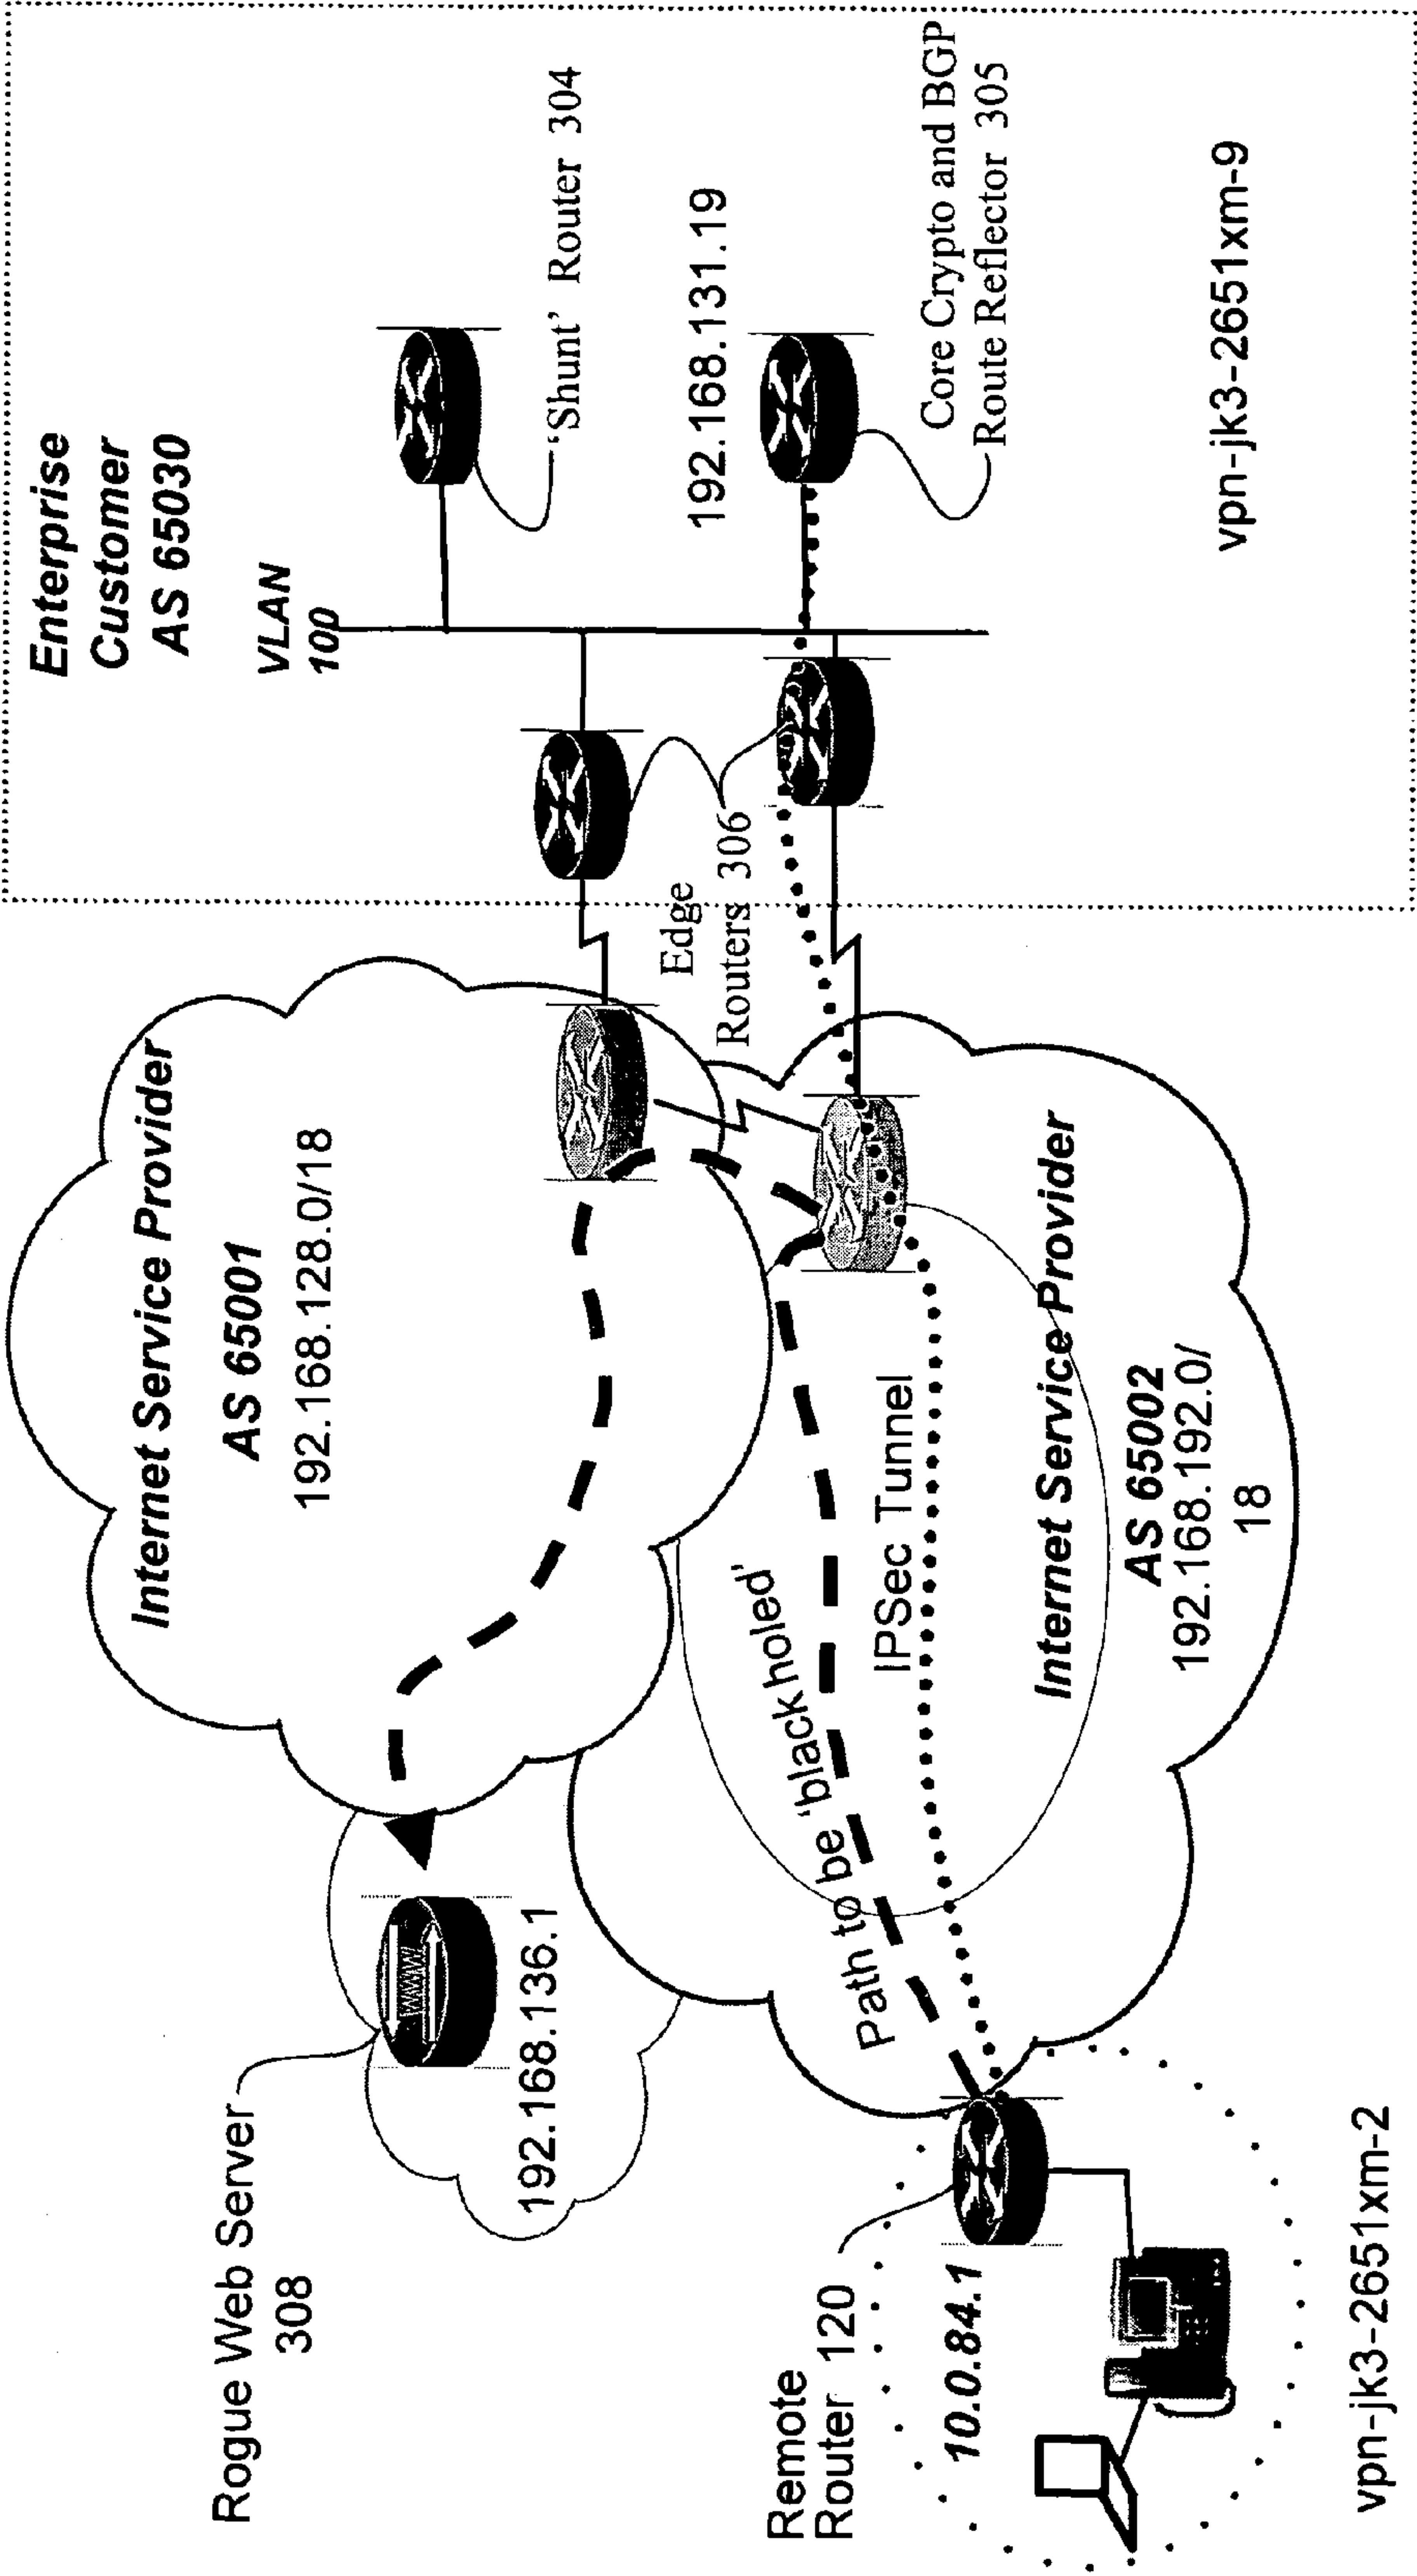 Rogue Web Server
308
192.168.136.1
WWW
Internet Service Provider
AS 65001
192.168.128.0/18
Enterprise
Customer
AS 65030
VLAN
100
'Shunt' Router 304
192.168.131.19
Core Crypto and BGP
Route Reflector 305
vpn-jk3-2651xm-9
Edge
Routers 306
Path to be 'black holed'
IPSec Tunnel
Internet Service Provider
AS 65002
192.168.192.0/
18
Remote
Router 120
10.0.84.1
vpn-jk3-2651xm-2